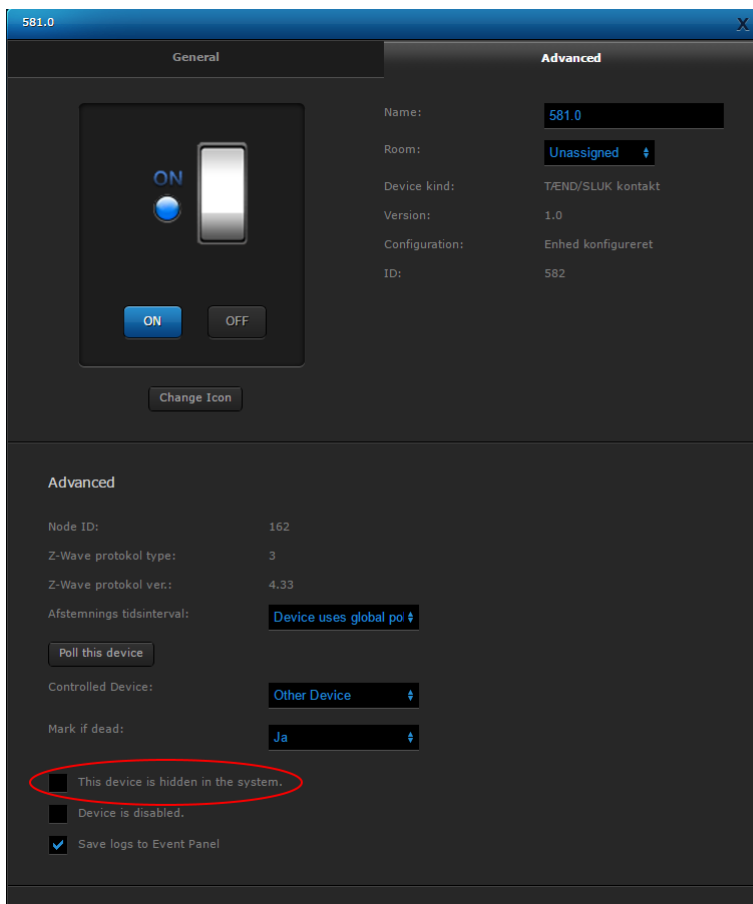 581.0
X
General
Advanced
ON
ON
OFF
Change Icon
Name:
581.0
Room:
Unassigned
Device kind:
TÆND/SLUK kontakt
Version:
1.0
Configuration:
Enhed konfigureret
ID:
582
Advanced
Node ID:
162
Z-Wave protokol type:
3
Z-Wave protokol ver.:
4.33
Afstemnings tidsinterval:
Device uses global pol
Poll this device
Controlled Device:
Other Device
Mark if dead:
Ja
This device is hidden in the system.
Device is disabled.
Save logs to Event Panel